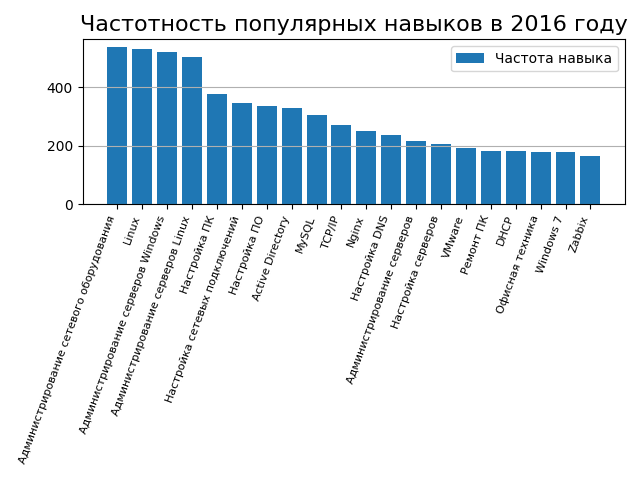 Частотность популярных навыков в 2016 году
Частота навыка
400
200
0
Администрирование сетевого оборудования
Linux
Администрирование серверов Windows
Администрирование серверов Linux
Настройка ПК
Настройка сетевых подключений
Настройка ПО
Active Directory
MySQL
TCP/IP
Nginx
Настройка DNS
Администрирование серверов
Настройка серверов
VMware
Ремонт ПК
DHCP
Офисная техника
Windows 7
Zabbix